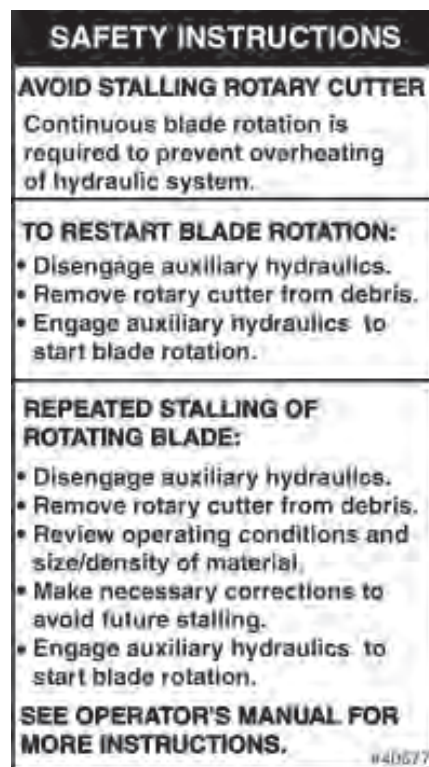 SAFETY INSTRUCTIONS
AVOID STALLING ROTARY CUTTER
Continuous blade rotation is
required to prevent overheating
of hydraulic system.
TO RESTART BLADE ROTATION:
• Disengage auxiliary hydraulics.
• Remove rotary cutter from debris.
• Engage auxiliary hydraulics to
start blade rotation.
REPEATED STALLING OF
ROTATING BLADE:
• Disengage auxiliary hydraulics.
• Remove rotary cutter from debris.
• Review operating conditions and
size/density of material.
• Make necessary corrections to
avoid future stalling.
• Engage auxiliary hydraulics to
start blade rotation.
SEE OPERATOR'S MANUAL FOR
MORE INSTRUCTIONS.